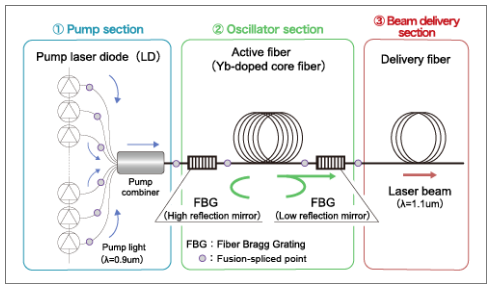 ① Pump section
② Oscillator section
③ Beam delivery
section
Pump laser diode（LD）
Active fiber
（Yb-doped core fiber）
Delivery fiber
Pump
combiner
FBG
（High reflection mirror）
FBG
（Low reflection mirror）
Laser beam
（λ=1.1um）
Pump light
（λ=0.9um）
FBG：Fiber Bragg Grating
：Fusion-spliced point